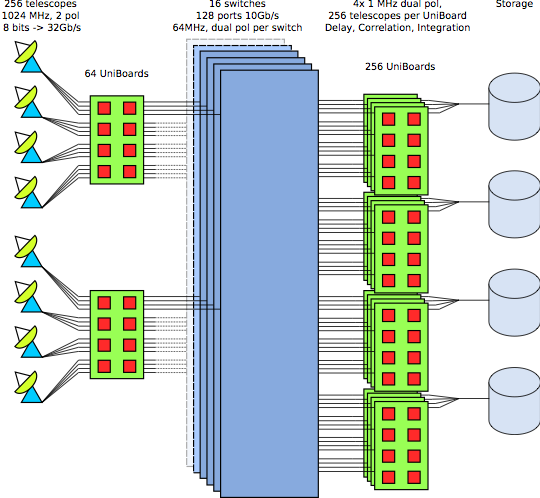 256 telescopes
1024 MHz, 2 pol
8 bits -> 32Gb/s
64 UniBoards
16 switches
128 ports 10Gb/s
64MHz, dual pol per switch
4x 1 MHz dual pol,
256 telescopes per UniBoard
Delay, Correlation, Integration
256 UniBoards
Storage